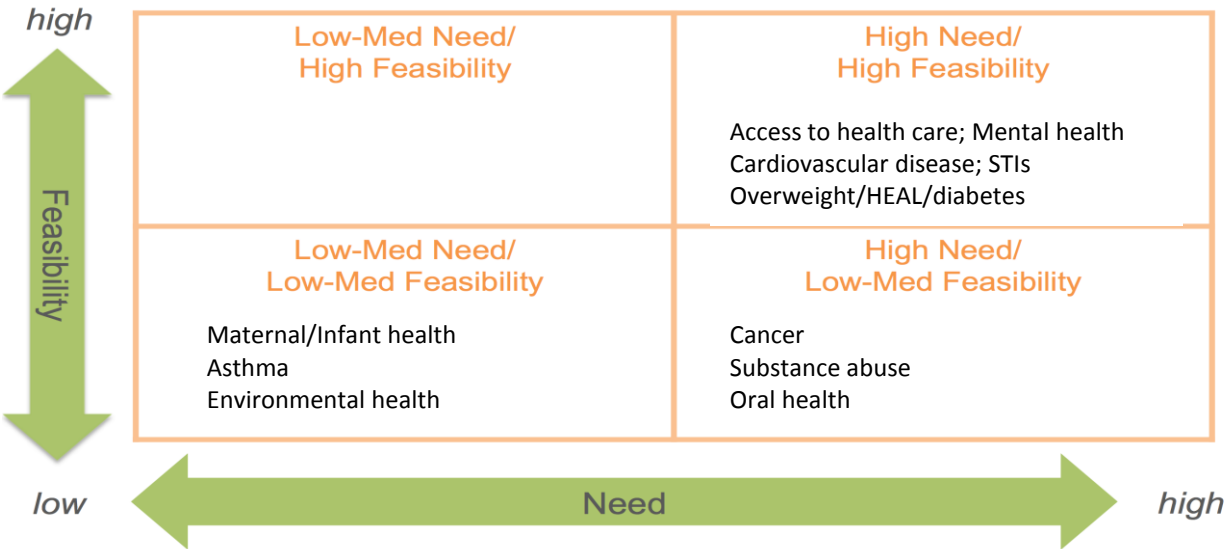 high
Low-Med Need/
High Feasibility
High Need/
High Feasibility
Access to health care; Mental health
Cardiovascular disease; STIs
Overweight/HEAL/diabetes
Feasibility
Low-Med Need/
Low-Med Feasibility
Maternal/Infant health
Asthma
Environmental health
High Need/
Low-Med Feasibility
Cancer
Substance abuse
Oral health
low
Need
high